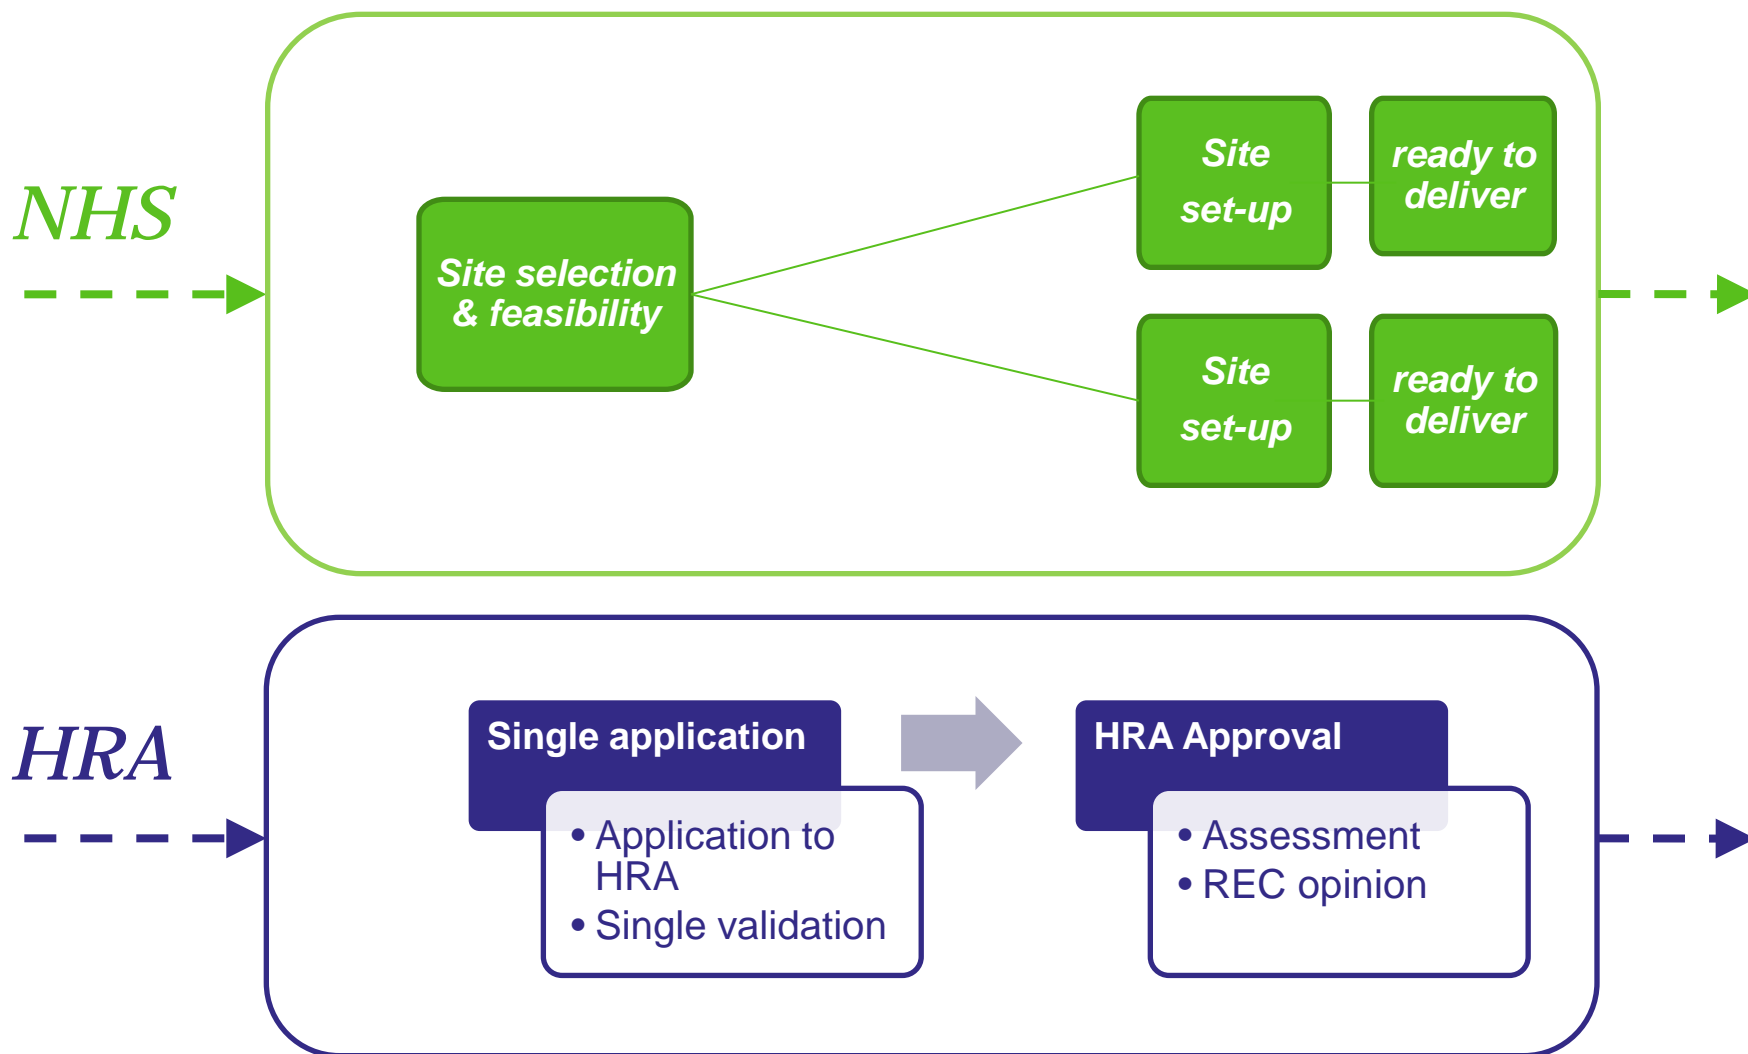 NHS
Site selection
& feasibility
Site
set-up
ready to
deliver
Site
set-up
ready to
deliver
HRA
Single application
• Application to
HRA
• Single validation
HRA Approval
• Assessment
• REC opinion